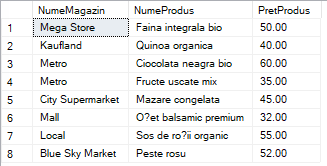 NumeMagazin NumeProdus PretProdus
1 Mega Store Faina integrala bio 50.00
2 Kaufland Quinoa organica 40.00
3 Metro Ciocolata neagra bio 60.00
4 Metro Fructe uscate mix 35.00
5 City Supermarket Mazare congelata 45.00
6 Mall O?et balsamic premium 32.00
7 Local Sos de ro?ii organic 55.00
8 Blue Sky Market Peste rosu 52.00